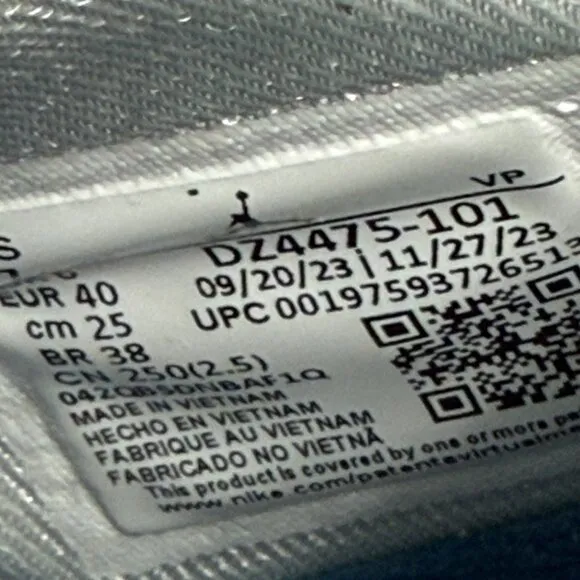 VP
DZ4475-101
09/20/23 | 11/27/23
UPC 00197593726513
S
EUR 40
cm 25
BR 38
CN 250(2.5)
MADE IN VIETNAM
HECHO EN VIETNAM
FABRIQUE AU VIETNAM
FABRICADO NO VIETNÃ
This product is covered by one or more
www.nike.com/patents